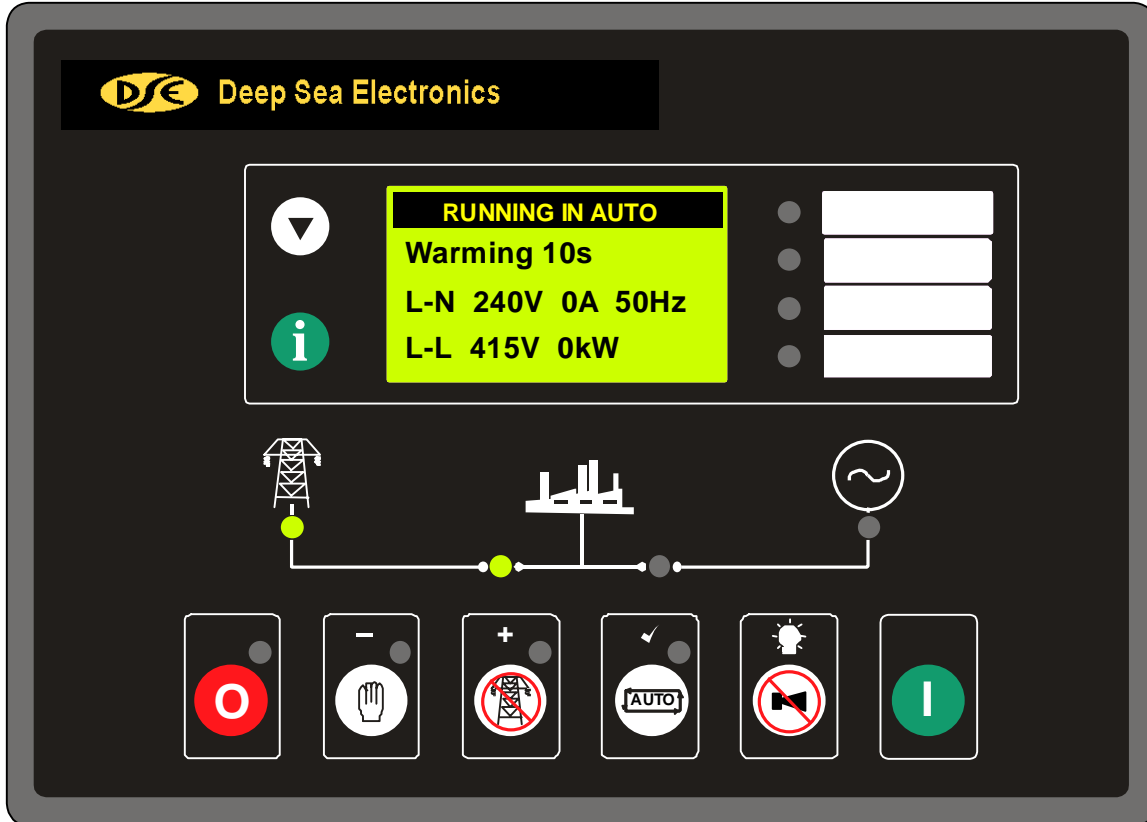 DSE Deep Sea Electronics
RUNNING IN AUTO
Warming 10s
L-N 240V 0A 50Hz
L-L 415V 0kW
i
- + ✓
O AUTO I